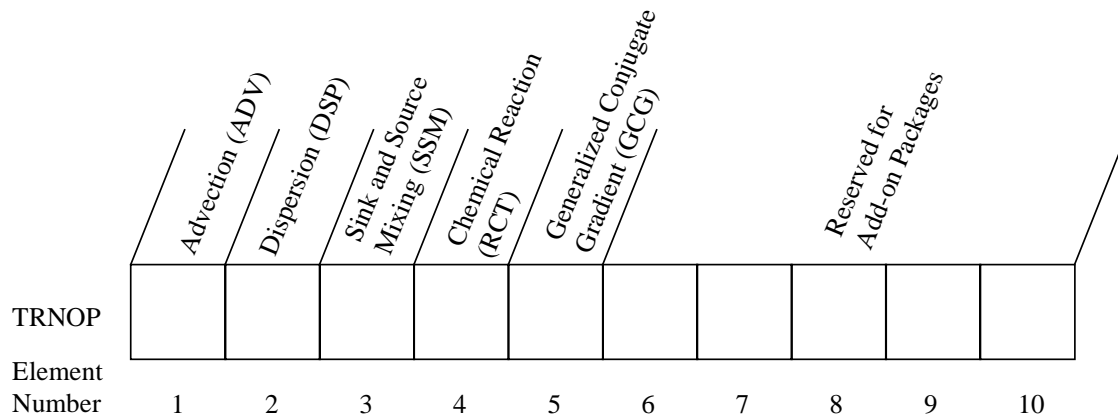 Advection (ADV)
Dispersion (DSP)
Sink and Source
Mixing (SSM)
Chemical Reaction
(RCT)
Generalized Conjugate
Gradient (GCG)
Reserved for
Add-on Packages
TRNOP
Element
Number 1 2 3 4 5 6 7 8 9 10